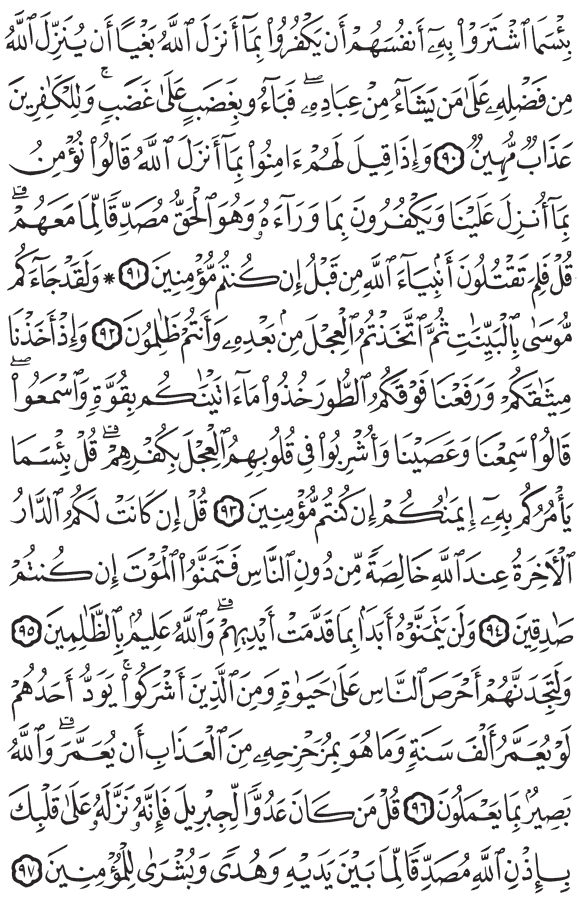 بِئْسَمَا ٱشْتَرَوْا۟ بِهِۦٓ أَنفُسَهُمْ أَن يَكْفُرُوا۟ بِمَآ أَنزَلَ ٱللَّهُ بَغْيًا أَن يُنَزِّلَ ٱللَّهُ
مِن فَضْلِهِۦ عَلَىٰ مَن يَشَآءُ مِنْ عِبَادِهِۦ ۖ فَبَآءُو بِغَضَبٍ عَلَىٰ غَضَبٍ ۚ وَلِلْكَٰفِرِينَ
عَذَابٌ مُّهِينٌ ٩٠ وَإِذَا قِيلَ لَهُمْ ءَامِنُوا۟ بِمَآ أَنزَلَ ٱللَّهُ قَالُوا۟ نُؤْمِنُ
بِمَآ أُنزِلَ عَلَيْنَا وَيَكْفُرُونَ بِمَا وَرَآءَهُۥ وَهُوَ ٱلْحَقُّ مُصَدِّقًا لِّمَا مَعَهُمْ ۗ
قُلْ فَلِمَ تَقْتُلُونَ أَنۢبِيَآءَ ٱللَّهِ مِن قَبْلُ إِن كُنتُم مُّؤْمِنِينَ ٩١ * وَلَقَدْ جَآءَكُم
مُّوسَىٰ بِٱلْبَيِّنَٰتِ ثُمَّ ٱتَّخَذْتُمُ ٱلْعِجْلَ مِنۢ بَعْدِهِۦ وَأَنتُمْ ظَٰلِمُونَ ٩٢ وَإِذْ أَخَذْنَا
مِيثَٰقَكُمْ وَرَفَعْنَا فَوْقَكُمُ ٱلطُّورَ خُذُوا۟ مَآ ءَاتَيْنَٰكُم بِقُوَّةٍ وَٱسْمَعُوا۟ ۖ
قَالُوا۟ سَمِعْنَا وَعَصَيْنَا وَأُشْرِبُوا۟ فِى قُلُوبِهِمُ ٱلْعِجْلَ بِكُفْرِهِمْ ۚ قُلْ بِئْسَمَا
يَأْمُرُكُم بِهِۦٓ إِيمَٰنُكُمْ إِن كُنتُم مُّؤْمِنِينَ ٩٣ قُلْ إِن كَانَتْ لَكُمُ ٱلدَّارُ
ٱلْأَخِرَةُ عِندَ ٱللَّهِ خَالِصَةً مِّن دُونِ ٱلنَّاسِ فَتَمَنَّوُا۟ ٱلْمَوْتَ إِن كُنتُمْ
صَٰدِقِينَ ٩٤ وَلَن يَتَمَنَّوْهُ أَبَدًۢا بِمَا قَدَّمَتْ أَيْدِيهِمْ ۗ وَٱللَّهُ عَلِيمٌۢ بِٱلظَّٰلِمِينَ ٩٥
وَلَتَجِدَنَّهُمْ أَحْرَصَ ٱلنَّاسِ عَلَىٰ حَيَوٰةٍ وَمِنَ ٱلَّذِينَ أَشْرَكُوا۟ ۚ يَوَدُّ أَحَدُهُمْ
لَوْ يُعَمَّرُ أَلْفَ سَنَةٍ وَمَا هُوَ بِمُزَحْزِحِهِۦ مِنَ ٱلْعَذَابِ أَن يُعَمَّرَ ۗ وَٱللَّهُ
بَصِيرٌۢ بِمَا يَعْمَلُونَ ٩٦ قُلْ مَن كَانَ عَدُوًّا لِّجِبْرِيلَ فَإِنَّهُۥ نَزَّلَهُۥ عَلَىٰ قَلْبِكَ
بِإِذْنِ ٱللَّهِ مُصَدِّقًا لِّمَا بَيْنَ يَدَيْهِ وَهُدًى وَبُشْرَىٰ لِلْمُؤْمِنِينَ ٩٧